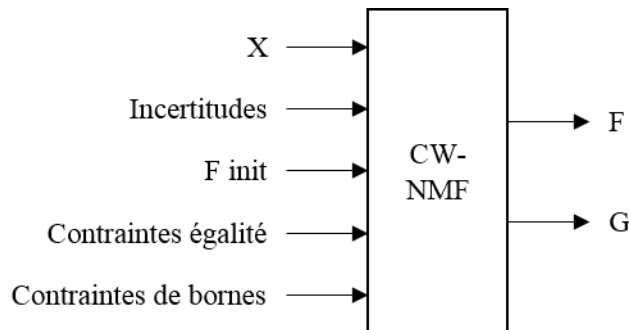 X
Incertitudes
F init
Contraintes égalité
Contraintes de bornes
CW-
NMF
F
G